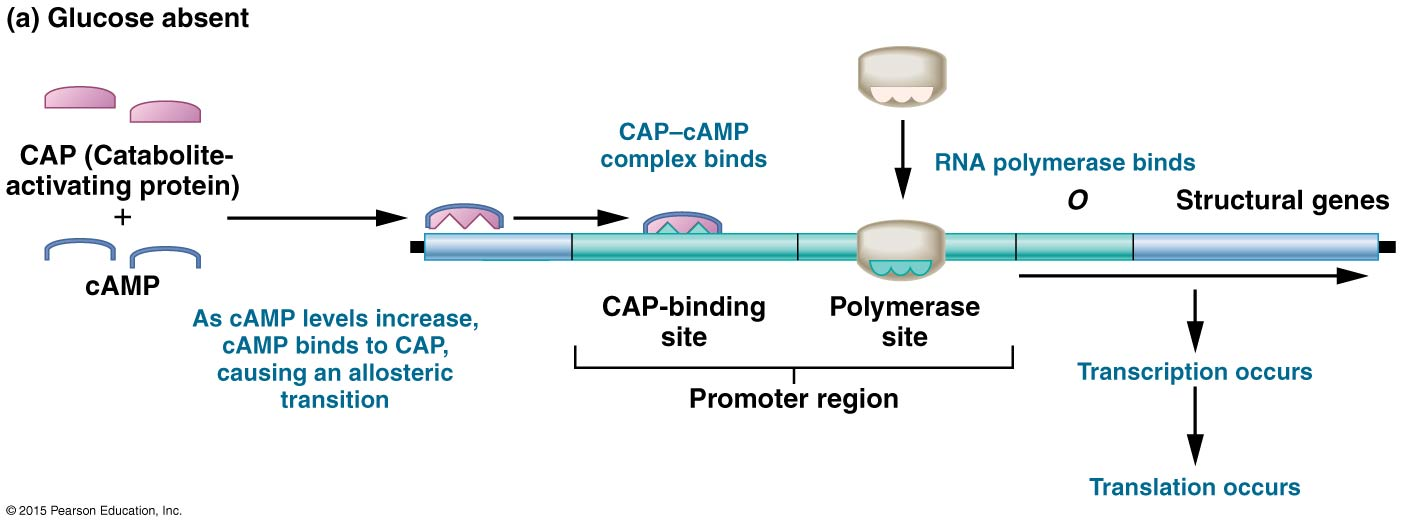 (a) Glucose absent
CAP (Catabolite-
activating protein)
+
cAMP
As cAMP levels increase,
cAMP binds to CAP,
causing an allosteric
transition
CAP–cAMP
complex binds
RNA polymerase binds
O
Structural genes
CAP-binding
site
Polymerase
site
Promoter region
Transcription occurs
Translation occurs
© 2015 Pearson Education, Inc.